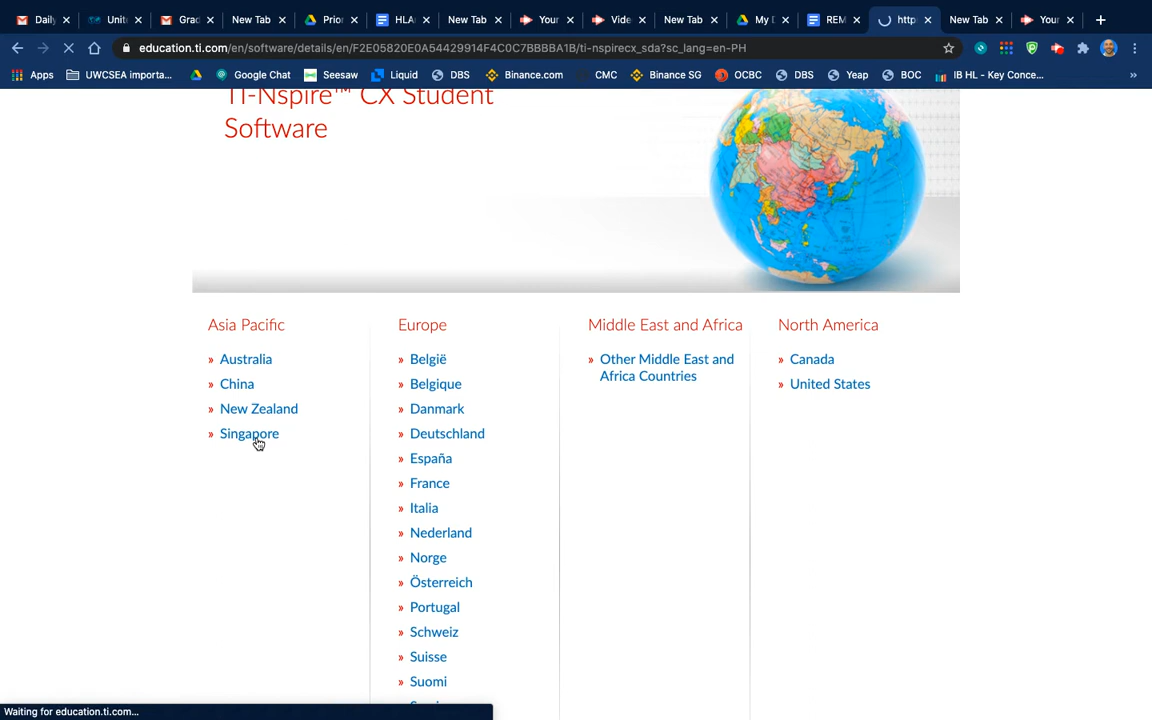 Daily
Unite
Grad
New Tab
Prior
HLA
New Tab
Your
Vide
New Tab
My D
REM
http
New Tab
Your
education.ti.com/en/software/details/en/F2E05820E0A54429914F4C0C7BBBBA1B/ti-nspirecx_sda?sc_lang=en-PH
Apps
UWCSEA importa...
Google Chat
Seesaw
Liquid
DBS
Binance.com
CMC
Binance SG
OCBC
DBS
Yeap
BOC
IB HL - Key Conce...
»
TI-Nspire™ CX Student
Software
Asia Pacific
» Australia
» China
» New Zealand
» Singapore
Europe
» België
» Belgique
» Danmark
» Deutschland
» España
» France
» Italia
» Nederland
» Norge
» Österreich
» Portugal
» Schweiz
» Suisse
» Suomi
Middle East and Africa
» Other Middle East and
Africa Countries
North America
» Canada
» United States
Waiting for education.ti.com...